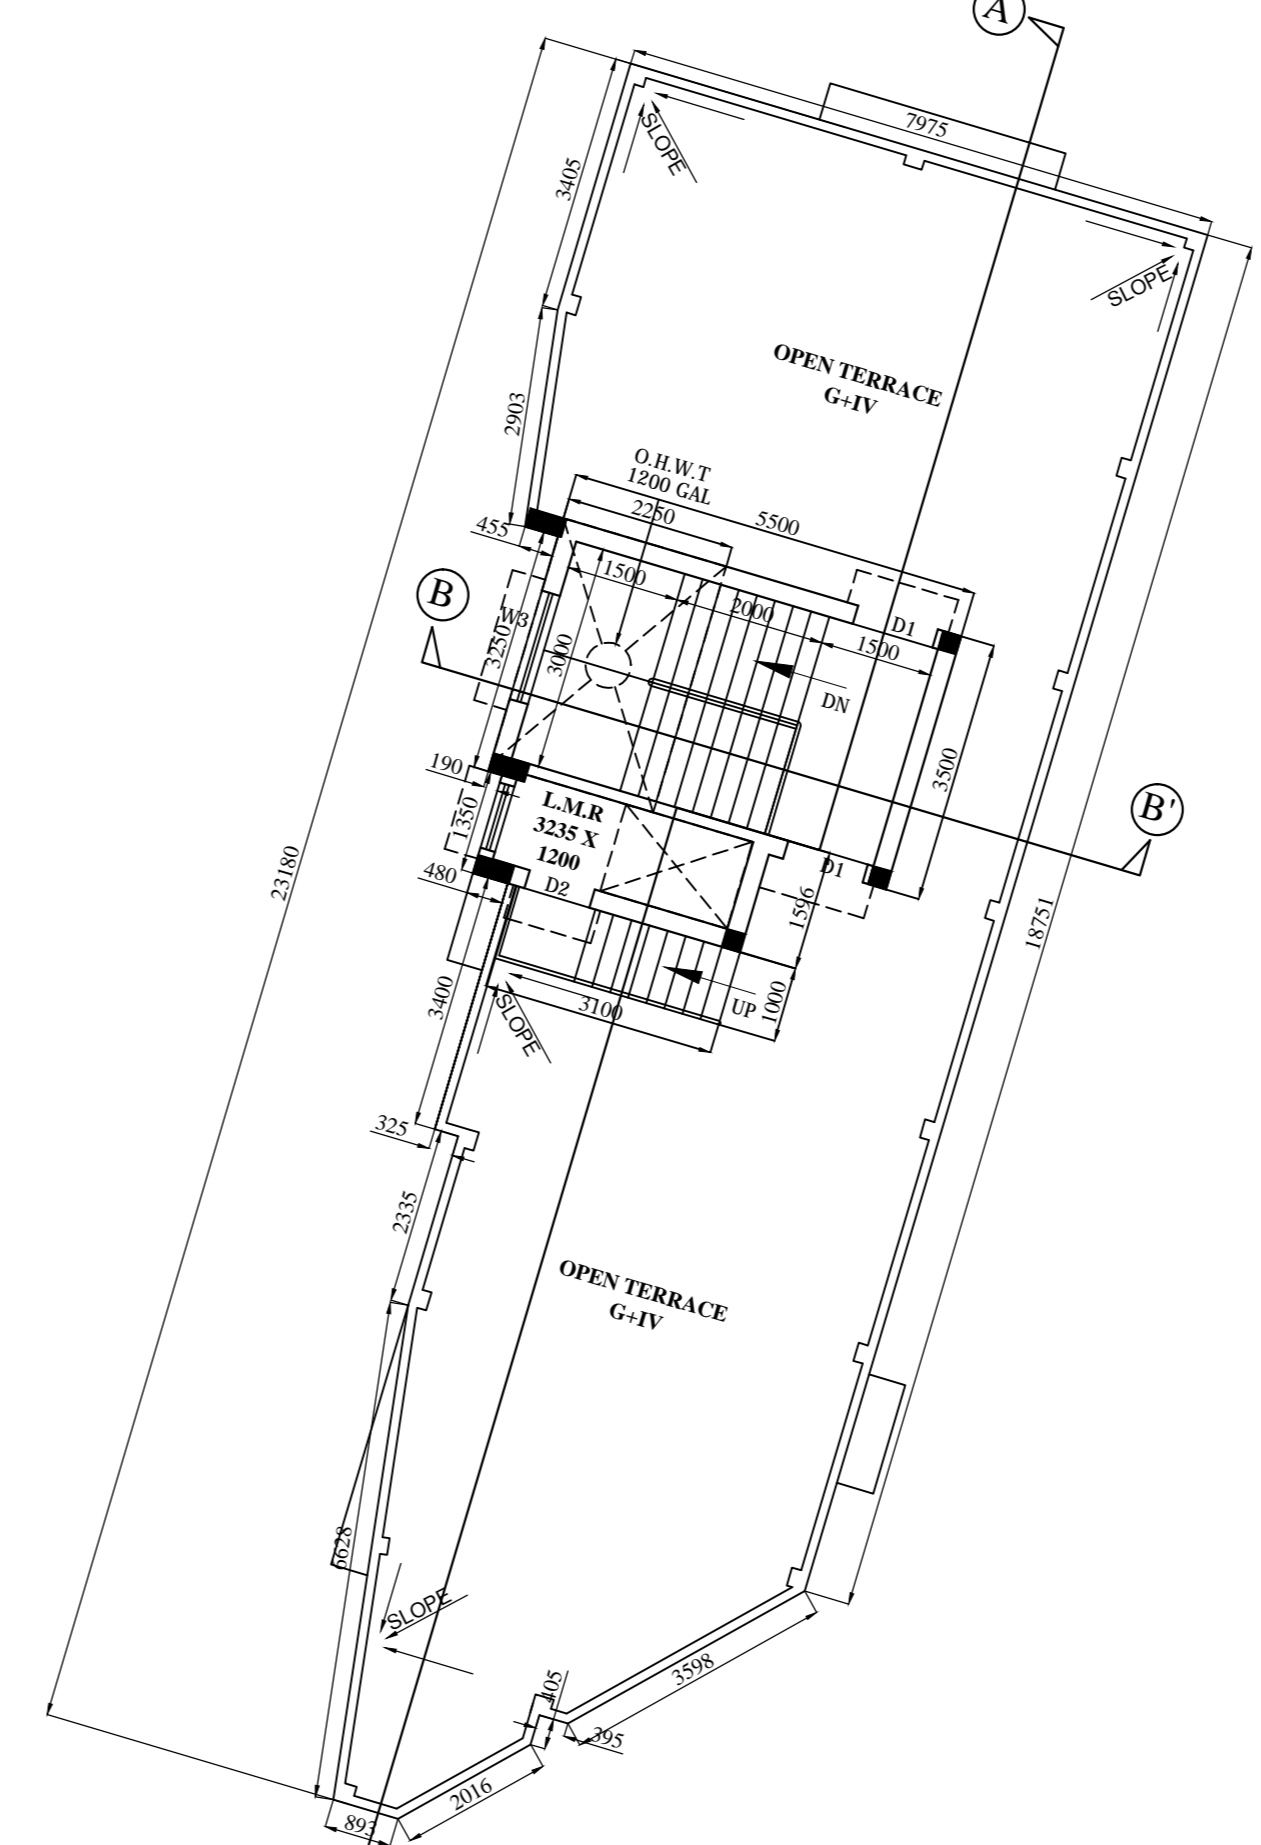 A
7975
3405
SLOPE
SLOPE
OPEN TERRACE
G+IV
2903
O.H.W.T
1200 GAL
2250
5500
455
1500
2000
D1
1500
B
W3
3250
3000
DN
3500
190
1350
L.M.R
3235 X
1200
D2
480
D1
1596
B'
23180
18751
3400
SLOPE
3100
UP
1000
325
2335
OPEN TERRACE
G+IV
6628
SLOPE
405
3598
395
2016
893